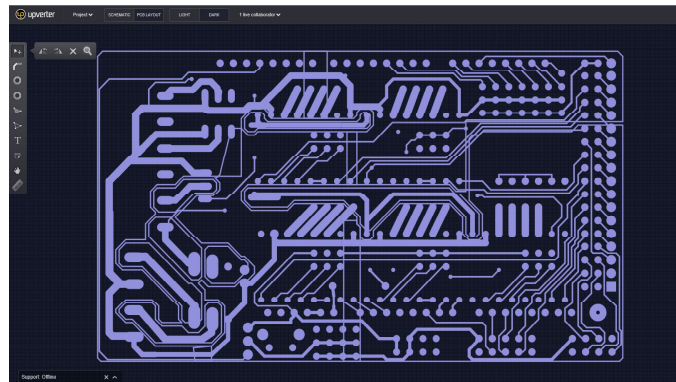 upverter
Project
SCHEMATIC PCB LAYOUT
LIGHT DARK
1 live collaborator
T
Support: Offline